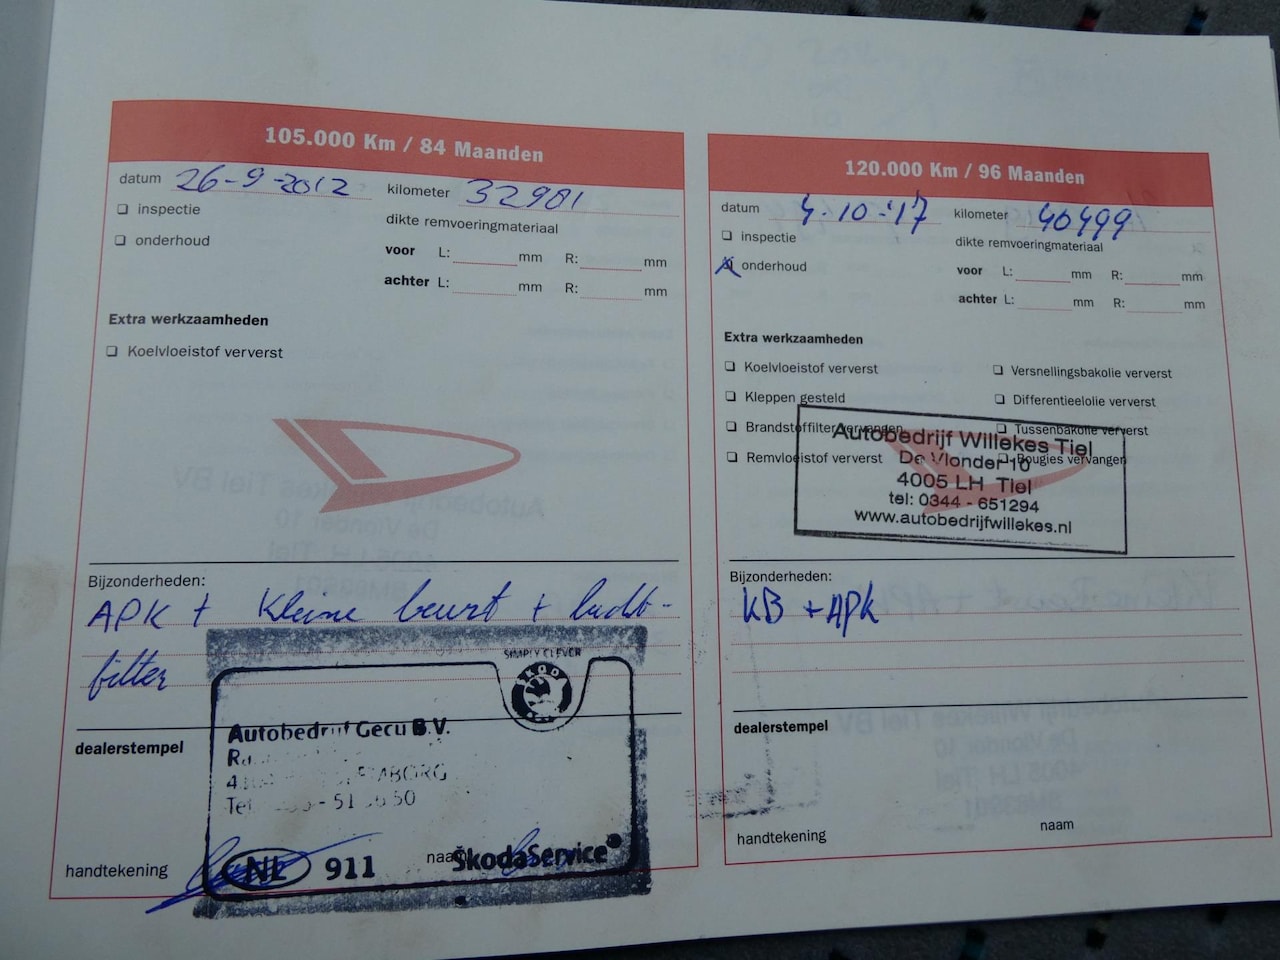 105.000 Km / 84 Maanden
datum 26-9-2012 kilometer 32981
inspectie
dikte remvoeringmateriaal
onderhoud
voor L: mm R: mm
achter L: mm R: mm
Extra werkzaamheden
Koelvloeistof ververst
Bijzonderheden:
APK + kleine beurt + lucht-
filter
SIMPLY CLEVER
SKODA
Autobedrijf Gecu B.V.
dealerstempel
Tel
handtekening
NL 911
naam
ŠkodaService
120.000 Km / 96 Maanden
datum 4-10-'17 kilometer 40499
inspectie
dikte remvoeringmateriaal
onderhoud
voor L: mm R: mm
achter L: mm R: mm
Extra werkzaamheden
Koelvloeistof ververst
Versnellingsbakolie ververst
Kleppen gesteld
Differentieelolie ververst
Brandstoffilter vervangen
Tussenbakolie ververst
Remvloeistof ververst
Bougies vervangen
Autobedrijf Willekes Tiel
De Vlonder 10
4005 LH Tiel
tel: 0344 - 651294
www.autobedrijfwillekes.nl
Bijzonderheden:
KB + APK
dealerstempel
handtekening
naam